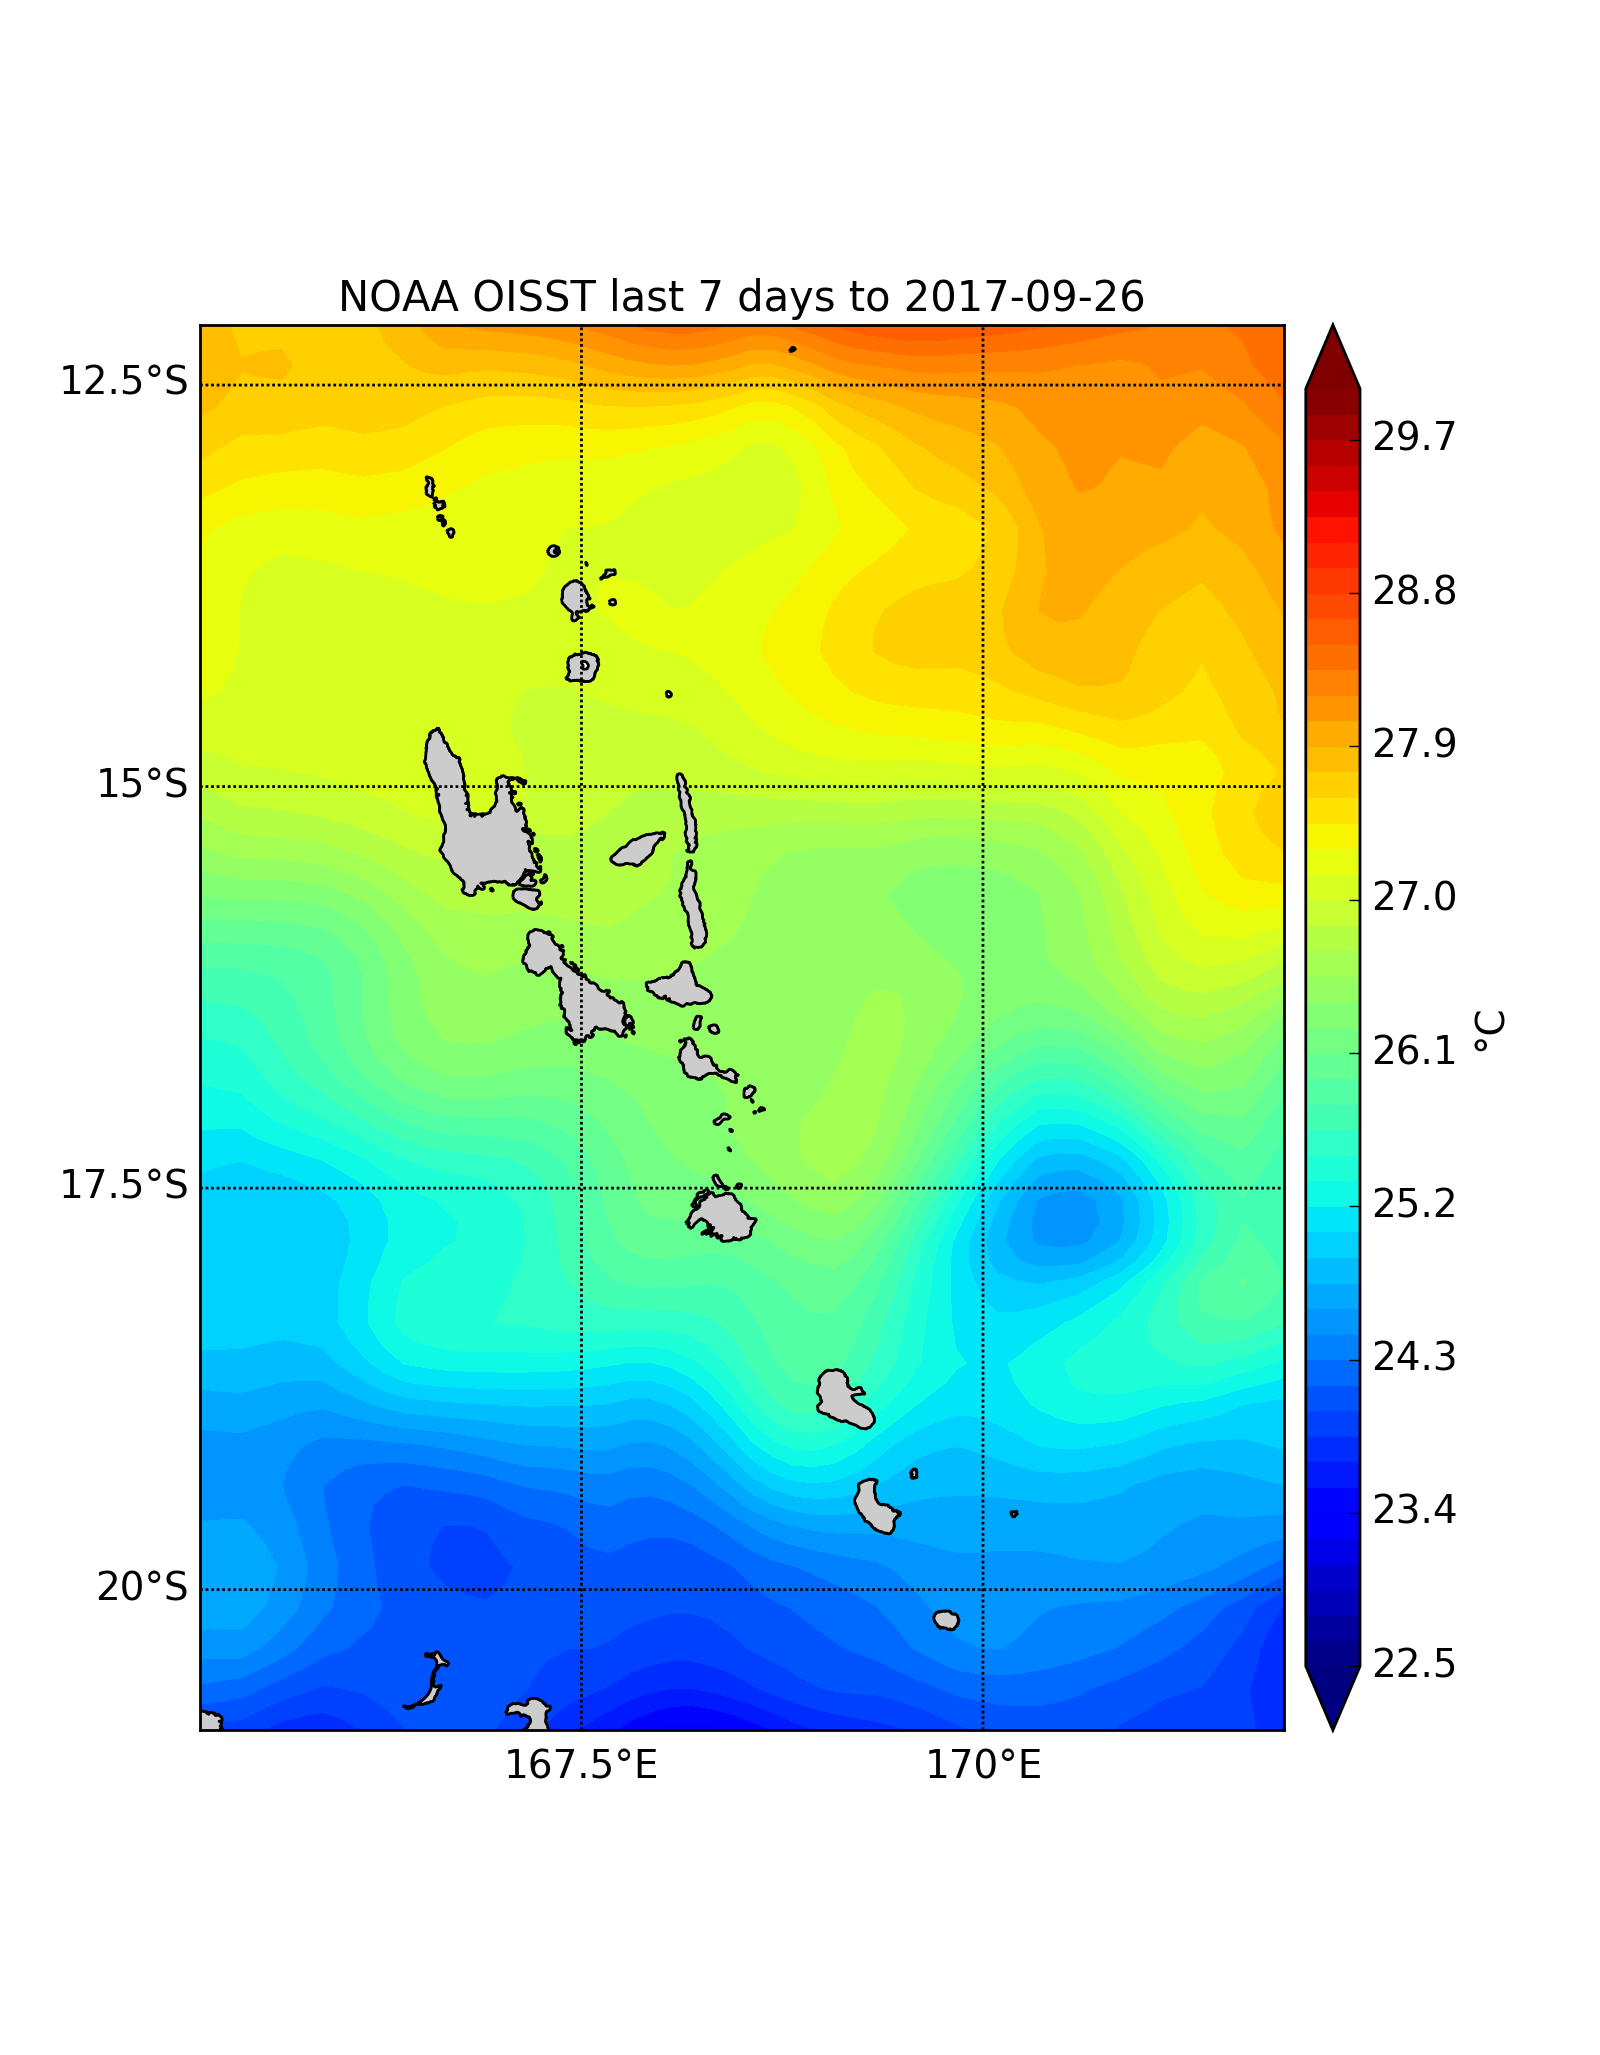 NOAA OISST last 7 days to 2017-09-26
12.5°S
15°S
17.5°S
20°S
167.5°E
170°E
29.7
28.8
27.9
27.0
26.1
25.2
24.3
23.4
22.5
°C